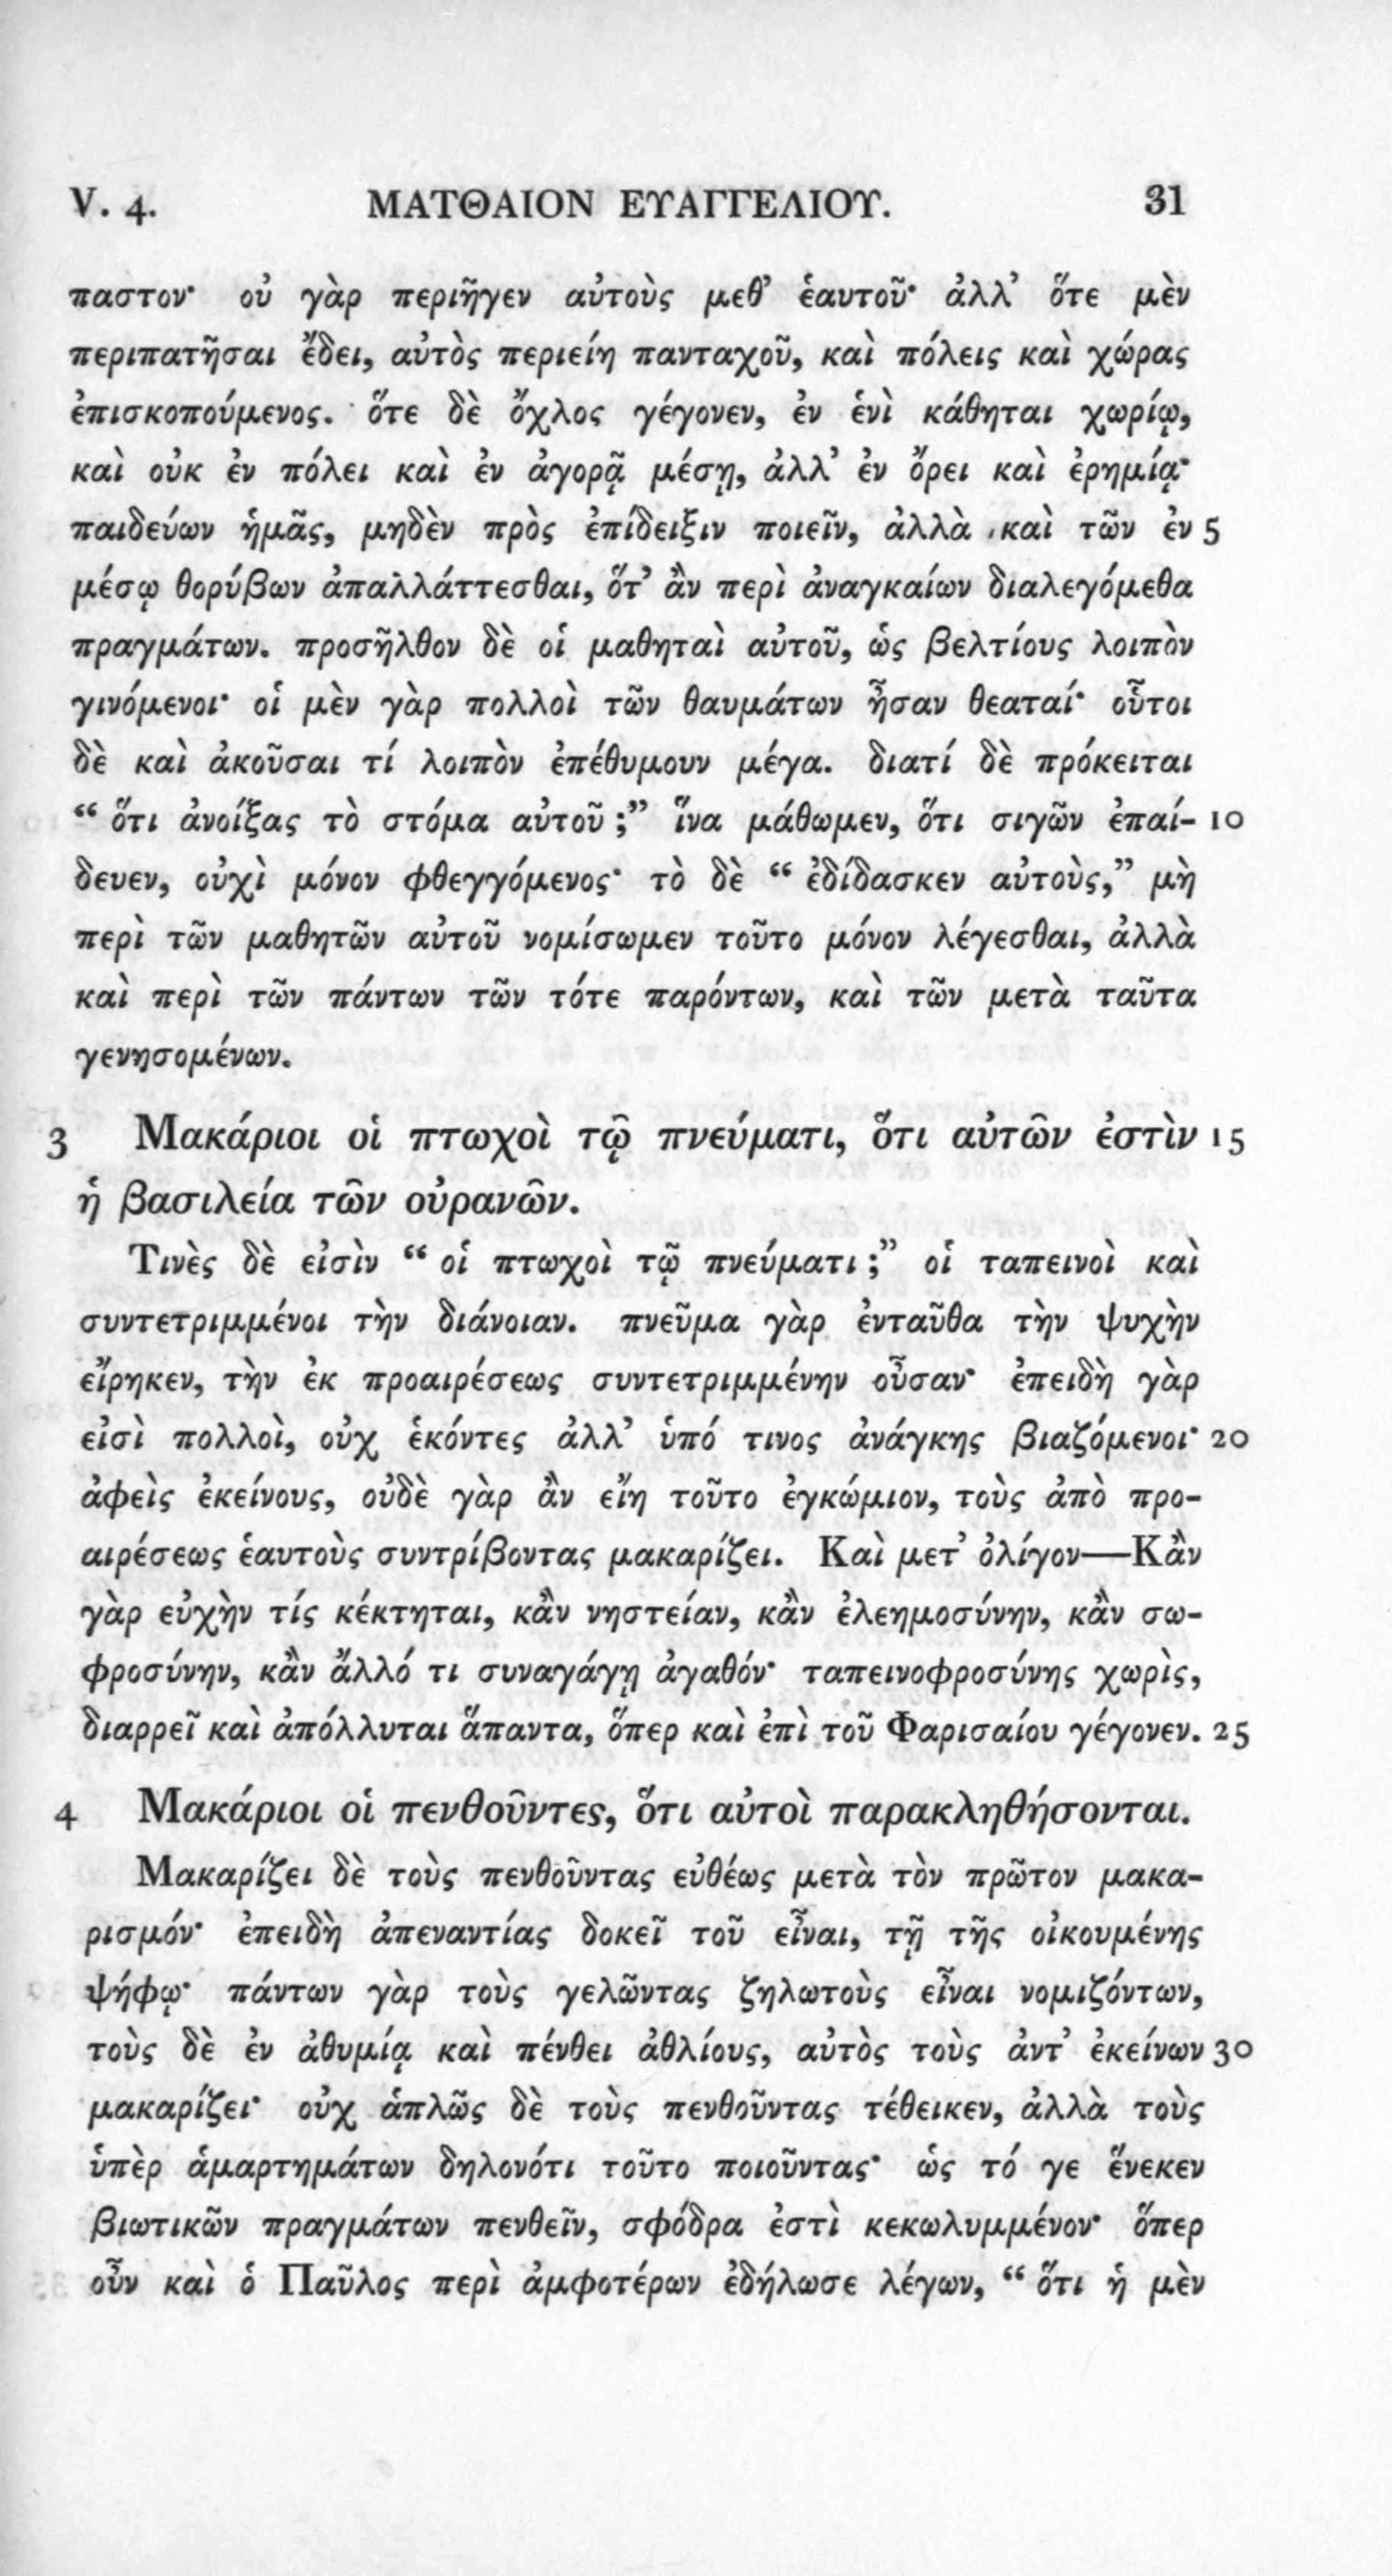 V. 4. ΜΑΤΘΑΙΟΝ ΕΥΑΓΓΕΛΙΟΥ. 31
παστον· οὐ γὰρ περιῆγεν αὐτοὺς μεθ’ ἑαυτοῦ· ἀλλ’ ὅτε μὲν
περιπατῆσαι ἔδει, αὐτὸς περιείη πανταχοῦ, καὶ πόλεις καὶ χώρας
ἐπισκοπούμενος. ὅτε δὲ ὄχλος γέγονεν, ἐν ἑνὶ κάθηται χωρίῳ,
καὶ οὐκ ἐν πόλει καὶ ἐν ἀγορᾷ μέσῃ, ἀλλ’ ἐν ὄρει καὶ ἐρημίᾳ·
παιδεύων ἡμᾶς, μηδὲν πρὸς ἐπίδειξιν ποιεῖν, ἀλλὰ καὶ τῶν ἐν 5
μέσῳ θορύβων ἀπαλλάττεσθαι, ὅτ’ ἂν περὶ ἀναγκαίων διαλεγόμεθα
πραγμάτων. προσῆλθον δὲ οἱ μαθηταὶ αὐτοῦ, ὡς βελτίους λοιπὸν
γινόμενοι· οἱ μὲν γὰρ πολλοὶ τῶν θαυμάτων ἦσαν θεαταί· οὗτοι
δὲ καὶ ἀκοῦσαι τί λοιπὸν ἐπέθυμουν μέγα. διατί δὲ πρόκειται
“ ὅτι ἀνοίξας τὸ στόμα αὐτοῦ ;” ἵνα μάθωμεν, ὅτι σιγῶν ἐπαί- 10
δευεν, οὐχὶ μόνον φθεγγόμενος· τὸ δὲ “ ἐδίδασκεν αὐτοὺς,” μὴ
περὶ τῶν μαθητῶν αὐτοῦ νομίσωμεν τοῦτο μόνον λέγεσθαι, ἀλλὰ
καὶ περὶ τῶν πάντων τῶν τότε παρόντων, καὶ τῶν μετὰ ταῦτα
γενησομένων.
3 Μακάριοι οἱ πτωχοὶ τῷ πνεύματι, ὅτι αὐτῶν ἐστὶν 15
ἡ βασιλεία τῶν οὐρανῶν.
Τινὲς δὲ εἰσὶν “ οἱ πτωχοὶ τῷ πνεύματι ;” οἱ ταπεινοὶ καὶ
συντετριμμένοι τὴν διάνοιαν. πνεῦμα γὰρ ἐνταῦθα τὴν ψυχὴν
εἴρηκεν, τὴν ἐκ προαιρέσεως συντετριμμένην οὖσαν· ἐπειδὴ γὰρ
εἰσὶ πολλοὶ, οὐχ ἑκόντες ἀλλ’ ὑπό τινος ἀνάγκης βιαζόμενοι· 20
ἀφεὶς ἐκείνους, οὐδὲ γὰρ ἂν εἴη τοῦτο ἐγκώμιον, τοὺς ἀπὸ προ-
αιρέσεως ἑαυτοὺς συντρίβοντας μακαρίζει. Καὶ μετ’ ὀλίγον—Κἂν
γὰρ εὐχὴν τίς κέκτηται, κἂν νηστείαν, κἂν ἐλεημοσύνην, κἂν σω-
φροσύνην, κἂν ἄλλό τι συναγάγῃ ἀγαθόν· ταπεινοφροσύνης χωρὶς,
διαρρεῖ καὶ ἀπόλλυται ἅπαντα, ὅπερ καὶ ἐπὶ τοῦ Φαρισαίου γέγονεν. 25
4 Μακάριοι οἱ πενθοῦντες, ὅτι αὐτοὶ παρακληθήσονται.
Μακαρίζει δὲ τοὺς πενθοῦντας εὐθέως μετὰ τὸν πρῶτον μακα-
ρισμόν· ἐπειδὴ ἀπεναντίας δοκεῖ τοῦ εἶναι, τῇ τῆς οἰκουμένης
ψήφῳ· πάντων γὰρ τοὺς γελῶντας ζηλωτοὺς εἶναι νομιζόντων,
τοὺς δὲ ἐν ἀθυμίᾳ καὶ πένθει ἀθλίους, αὐτὸς τοὺς ἀντ’ ἐκείνων 30
μακαρίζει· οὐχ ἁπλῶς δὲ τοὺς πενθοῦντας τέθεικεν, ἀλλὰ τοὺς
ὑπὲρ ἁμαρτημάτων δηλονότι τοῦτο ποιοῦντας· ὡς τό γε ἕνεκεν
βιωτικῶν πραγμάτων πενθεῖν, σφόδρα ἐστὶ κεκωλυμμένον· ὅπερ
οὖν καὶ ὁ Παῦλος περὶ ἀμφοτέρων ἐδήλωσε λέγων, “ ὅτι ἡ μὲν